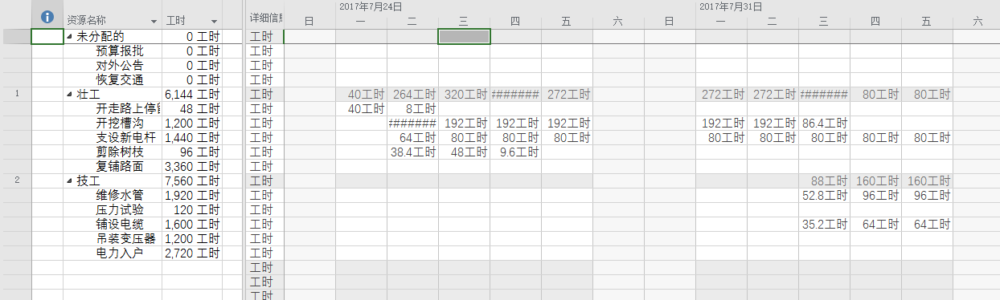 2017年7月24日 2017年7月31日
资源名称 工时 详细信息 日 一 二 三 四 五 六 日 一 二 三 四 五 六
未分配的 0 工时 工时
预算报批 0 工时 工时
对外公告 0 工时 工时
恢复交通 0 工时 工时
1 壮工 6,144 工时 工时 40工时 264工时 320工时 ####### 272工时 272工时 272工时 ####### 80工时 80工时
开走路上停留 48 工时 工时 40工时 8工时
开挖槽沟 1,200 工时 工时 ####### 192工时 192工时 192工时 192工时 192工时 86.4工时
支设新电杆 1,440 工时 工时 64工时 80工时 80工时 80工时 80工时 80工时 80工时 80工时 80工时
剪除树枝 96 工时 工时 38.4工时 48工时 9.6工时
复铺路面 3,360 工时 工时
2 技工 7,560 工时 工时 88工时 160工时 160工时
维修水管 1,920 工时 工时 52.8工时 96工时 96工时
压力试验 120 工时 工时
铺设电缆 1,600 工时 工时 35.2工时 64工时 64工时
吊装变压器 1,200 工时 工时
电力入户 2,720 工时 工时
工时
工时
工时